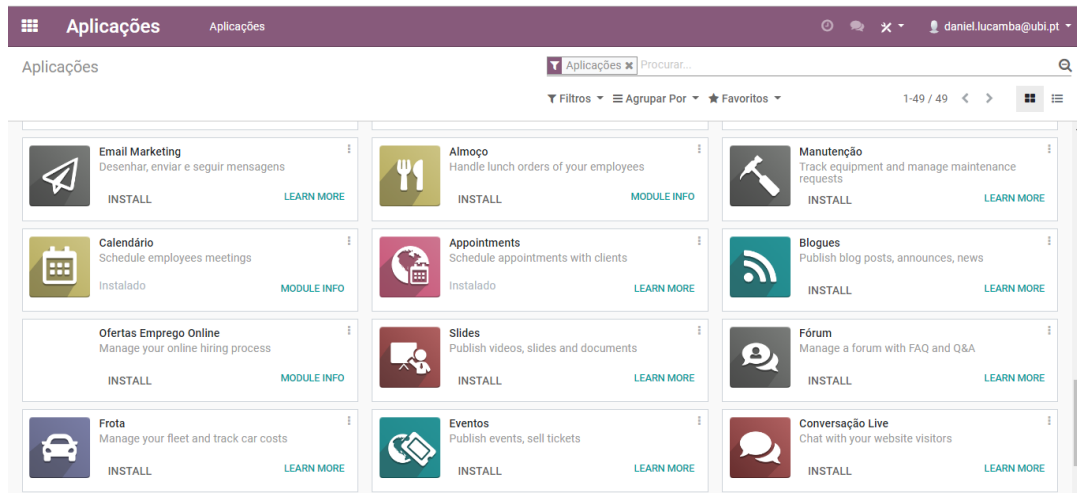 Aplicações
Aplicações
daniel.lucamba@ubi.pt
Aplicações
Aplicações
Procurar...
Filtros
Agrupar Por
Favoritos
1-49 / 49
Email Marketing
Desenhar, enviar e seguir mensagens
INSTALL
LEARN MORE
Almoço
Handle lunch orders of your employees
INSTALL
MODULE INFO
Manutenção
Track equipment and manage maintenance
requests
INSTALL
LEARN MORE
Calendário
Schedule employees meetings
Instalado
MODULE INFO
Appointments
Schedule appointments with clients
Instalado
LEARN MORE
Blogues
Publish blog posts, announces, news
INSTALL
LEARN MORE
Ofertas Emprego Online
Manage your online hiring process
INSTALL
MODULE INFO
Slides
Publish videos, slides and documents
INSTALL
LEARN MORE
Fórum
Manage a forum with FAQ and Q&A
INSTALL
LEARN MORE
Frota
Manage your fleet and track car costs
INSTALL
LEARN MORE
Eventos
Publish events, sell tickets
INSTALL
LEARN MORE
Conversação Live
Chat with your website visitors
INSTALL
LEARN MORE